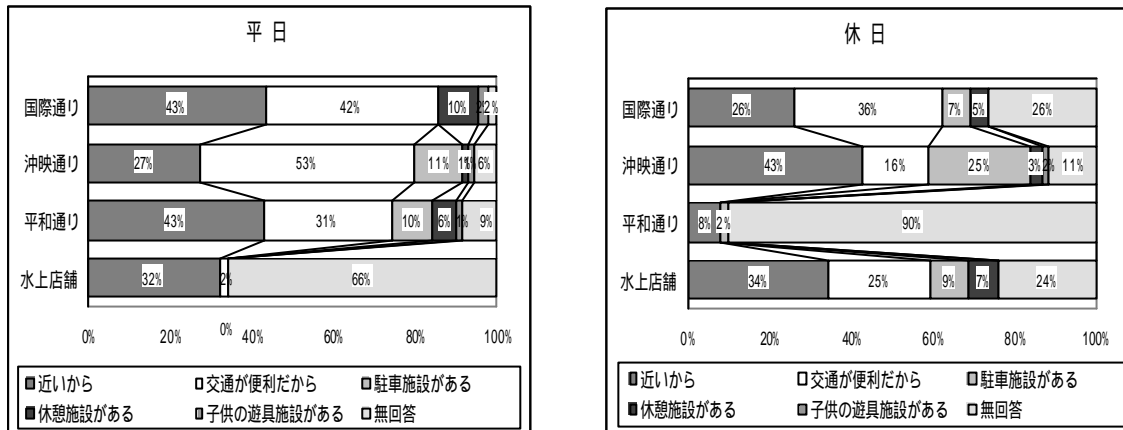 平 日
国際通り 43% 42% 10% 2% 2%
沖映通り 27% 53% 11% 1% 1% 6%
平和通り 43% 31% 10% 6% 1% 9%
水上店舗 32% 2% 66%
0%
0% 20% 40% 60% 80% 100%
近いから 交通が便利だから 駐車施設がある
休憩施設がある 子供の遊具施設がある 無回答
休 日
国際通り 26% 36% 7% 5% 26%
沖映通り 43% 16% 25% 3% 2% 11%
平和通り 8% 2% 90%
水上店舗 34% 25% 9% 7% 24%
0% 20% 40% 60% 80% 100%
近いから 交通が便利だから 駐車施設がある
休憩施設がある 子供の遊具施設がある 無回答